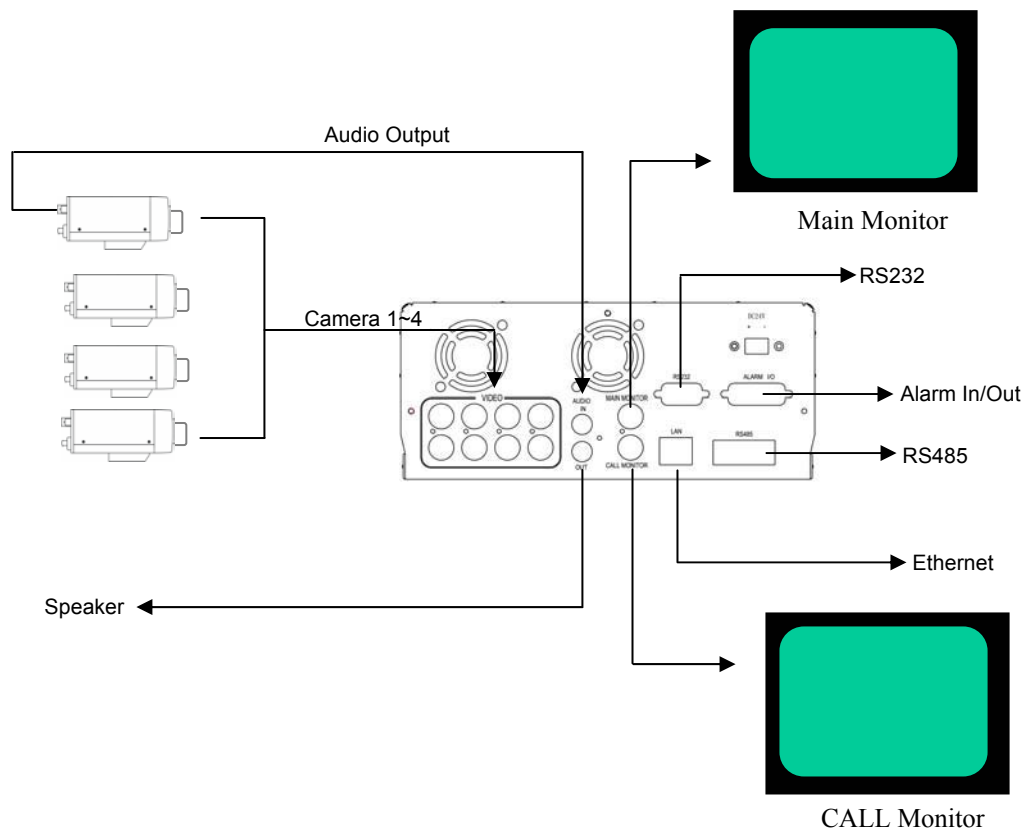 Audio Output
Main Monitor
RS232
Camera 1~4
DC24V
+ -
RS232
ALARM I/O
VIDEO
AUDIO
IN
MAIN MONITOR
Alarm In/Out
LAN
RS485
RS485
OUT
CALL MONITOR
Ethernet
Speaker
CALL Monitor